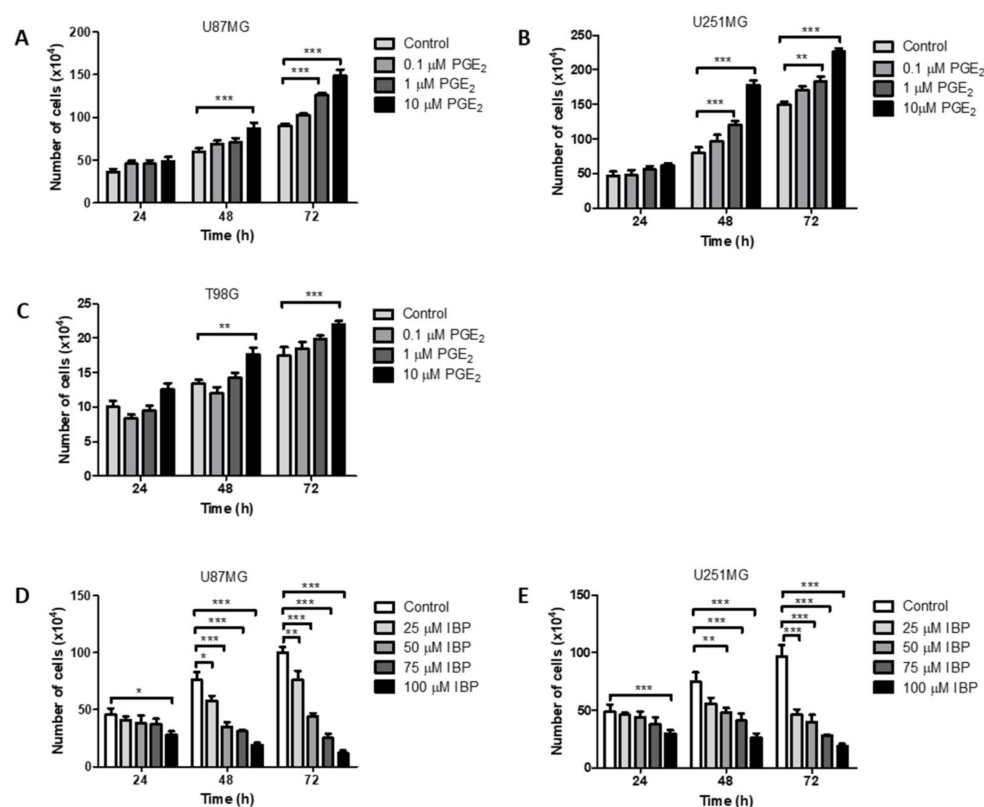 A
U87MG
Number of cells (x10⁴)
200
150
100
50
0
***
***
***
24
48
72
Time (h)
Control
0.1 µM PGE₂
1 µM PGE₂
10 µM PGE₂
B
U251MG
Number of cells (x10⁴)
250
200
150
100
50
0
***
***
***
**
24
48
72
Time (h)
Control
0.1 µM PGE₂
1 µM PGE₂
10µM PGE₂
C
T98G
Number of cells (x10⁴)
25
20
15
10
5
0
**
***
24
48
72
Time (h)
Control
0.1 µM PGE₂
1 µM PGE₂
10 µM PGE₂
D
U87MG
Number of cells (x10⁴)
150
100
50
0
*
***
***
***
*
***
***
***
**
24
48
72
Time (h)
Control
25 µM IBP
50 µM IBP
75 µM IBP
100 µM IBP
E
U251MG
Number of cells (x10⁴)
150
100
50
0
***
***
***
**
***
***
***
***
24
48
72
Time (h)
Control
25 µM IBP
50 µM IBP
75 µM IBP
100 µM IBP